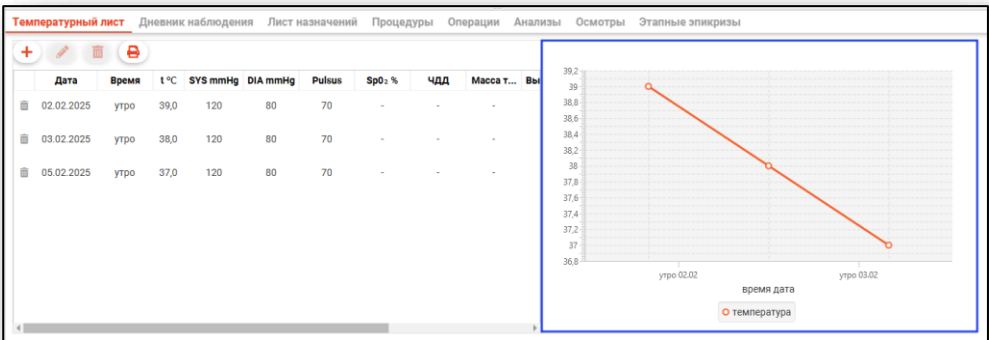 Температурный лист Дневник наблюдения Лист назначений Процедуры Операции Анализы Осмотры Этапные эпикризы
Дата Время t °C SYS mmHg DIA mmHg Pulsus Sp0₂ % ЧДД Масса т... Вы
02.02.2025 утро 39,0 120 80 70 - - -
03.02.2025 утро 38,0 120 80 70 - - -
05.02.2025 утро 37,0 120 80 70 - - -
39,2
39
38,8
38,6
38,4
38,2
38
37,8
37,6
37,4
37,2
37
36,8
утро 02.02 утро 03.02
время дата
температура